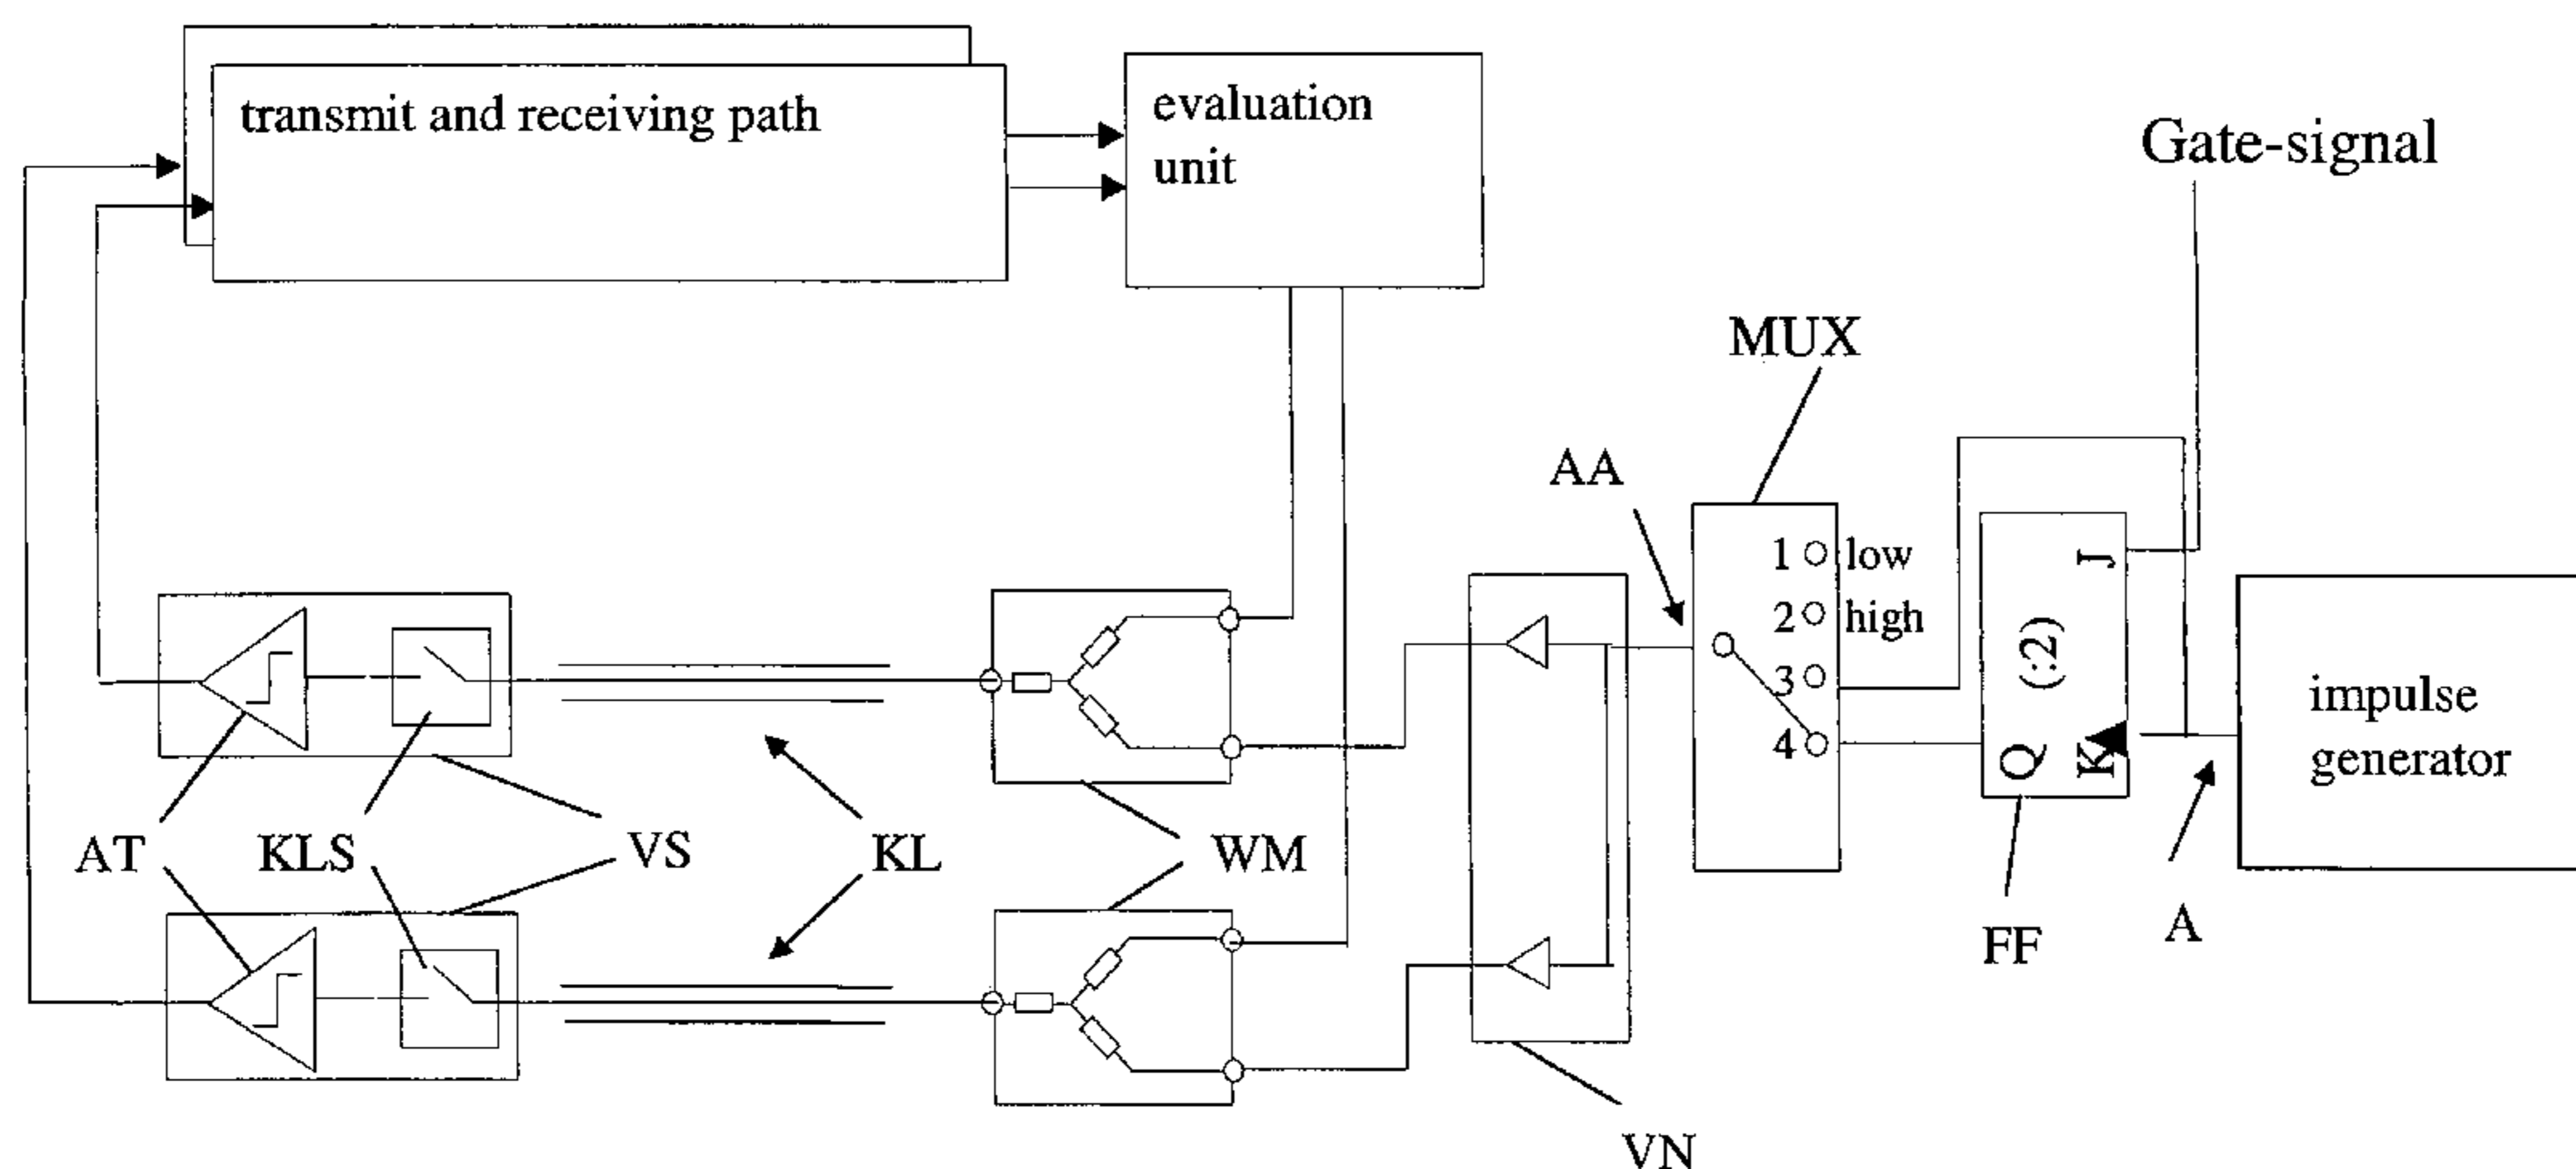 transmit and receiving path
evaluation
unit
Gate-signal
MUX
AA
1 low
2 high
3
4
J
(:2)
Q
K
impulse
generator
AT
KLS
VS
KL
WM
FF
A
VN